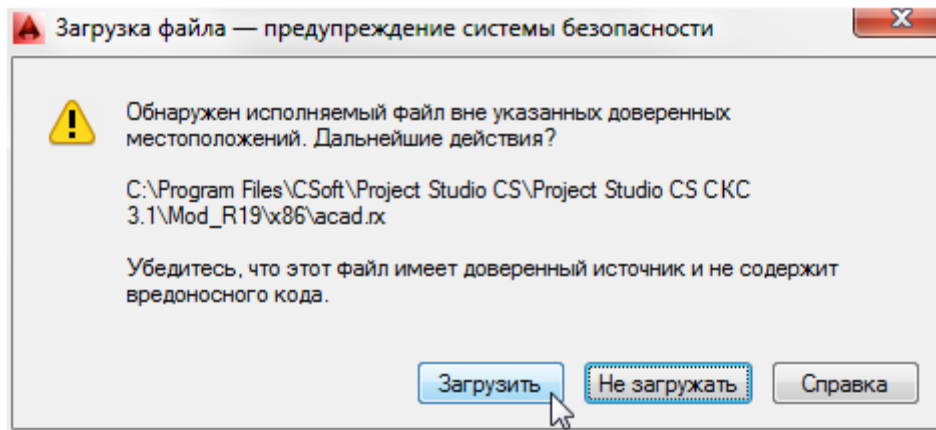 Загрузка файла — предупреждение системы безопасности
Обнаружен исполняемый файл вне указанных доверенных
местоположений. Дальнейшие действия?
C:\Program Files\CSoft\Project Studio CS\Project Studio CS СКС
3.1\Mod_R19\x86\acad.rx
Убедитесь, что этот файл имеет доверенный источник и не содержит
вредоносного кода.
Загрузить Не загружать Справка